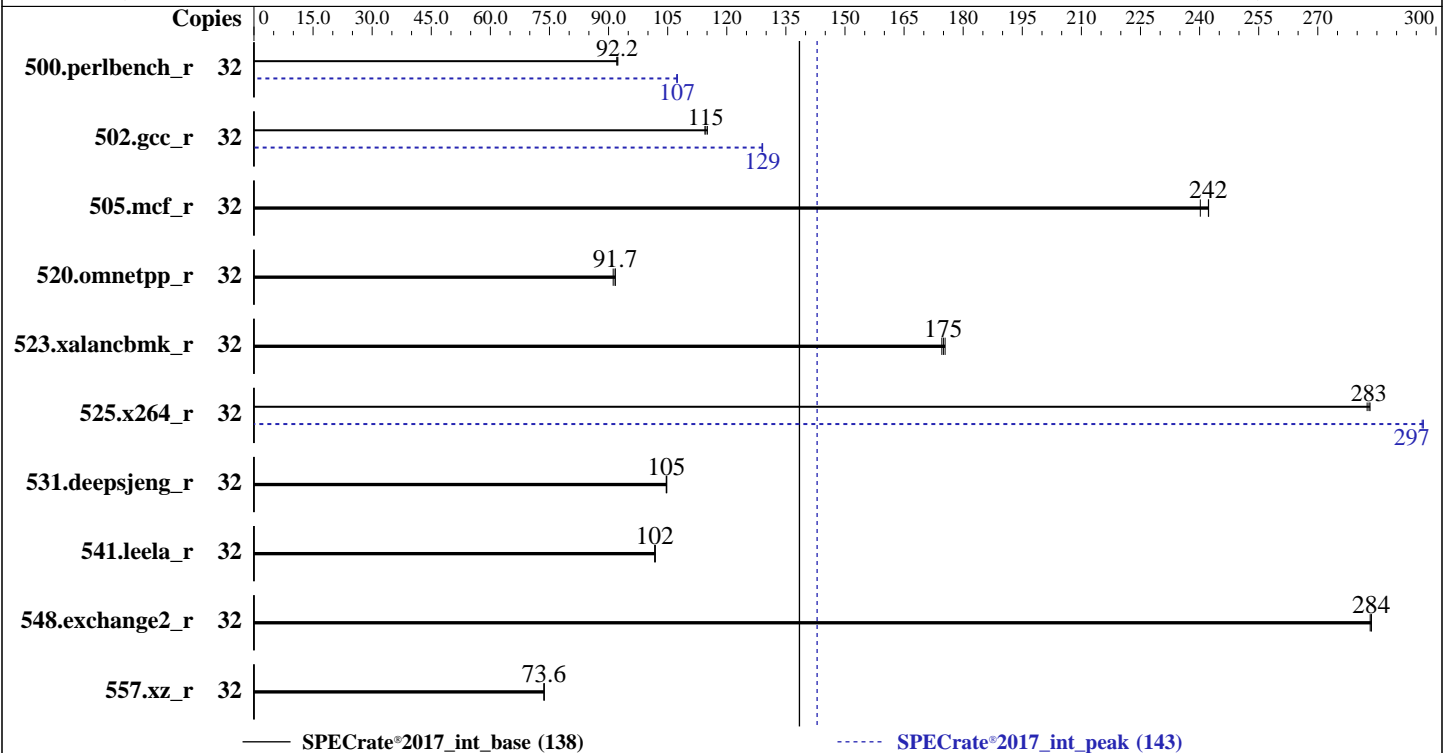 Copies 0 15.0 30.0 45.0 60.0 75.0 90.0 105 120 135 150 165 180 195 210 225 240 255 270 300
92.2
500.perlbench_r 32
107
115
502.gcc_r 32
129
242
505.mcf_r 32
91.7
520.omnetpp_r 32
175
523.xalancbmk_r 32
283
525.x264_r 32
297
105
531.deepsjeng_r 32
102
541.leela_r 32
284
548.exchange2_r 32
73.6
557.xz_r 32
SPECrate®2017_int_base (138) SPECrate®2017_int_peak (143)